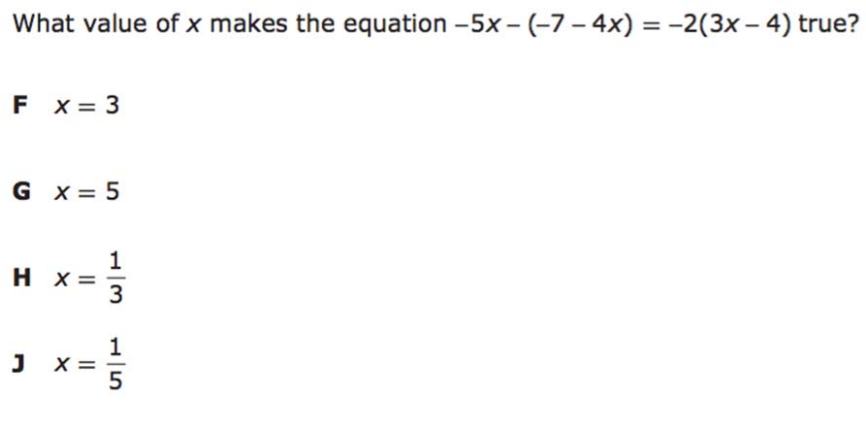 What value of x makes the equation –5x – (–7 – 4x) = –2(3x – 4) true?
F x = 3
G x = 5
H x = 1/3
J x = 1/5